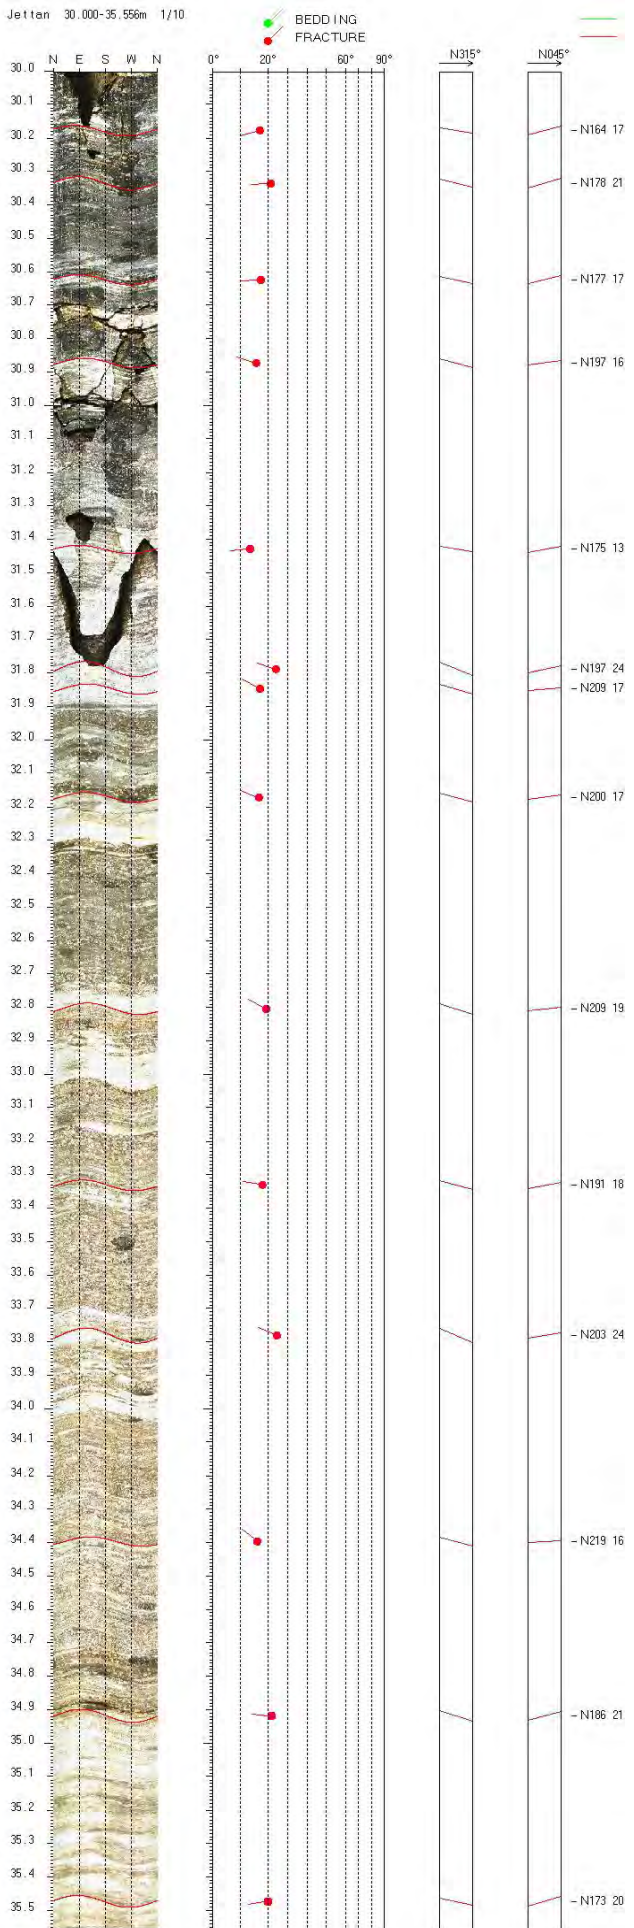 Jettan 30.000-35.556m 1/10
BEDDING
FRACTURE
N E S W N
0° 20° 60° 90°
N315°
N045°
30.0
30.1
30.2
N164 17
30.3
N178 21
30.4
30.5
30.6
N177 17
30.7
30.8
N197 16
30.9
31.0
31.1
31.2
31.3
31.4
N175 13
31.5
31.6
31.7
31.8
N197 24
N209 17
31.9
32.0
32.1
32.2
N200 17
32.3
32.4
32.5
32.6
32.7
32.8
N209 19
32.9
33.0
33.1
33.2
33.3
N191 18
33.4
33.5
33.6
33.7
33.8
N203 24
33.9
34.0
34.1
34.2
34.3
34.4
N219 16
34.5
34.6
34.7
34.8
34.9
N186 21
35.0
35.1
35.2
35.3
35.4
35.5
N173 20